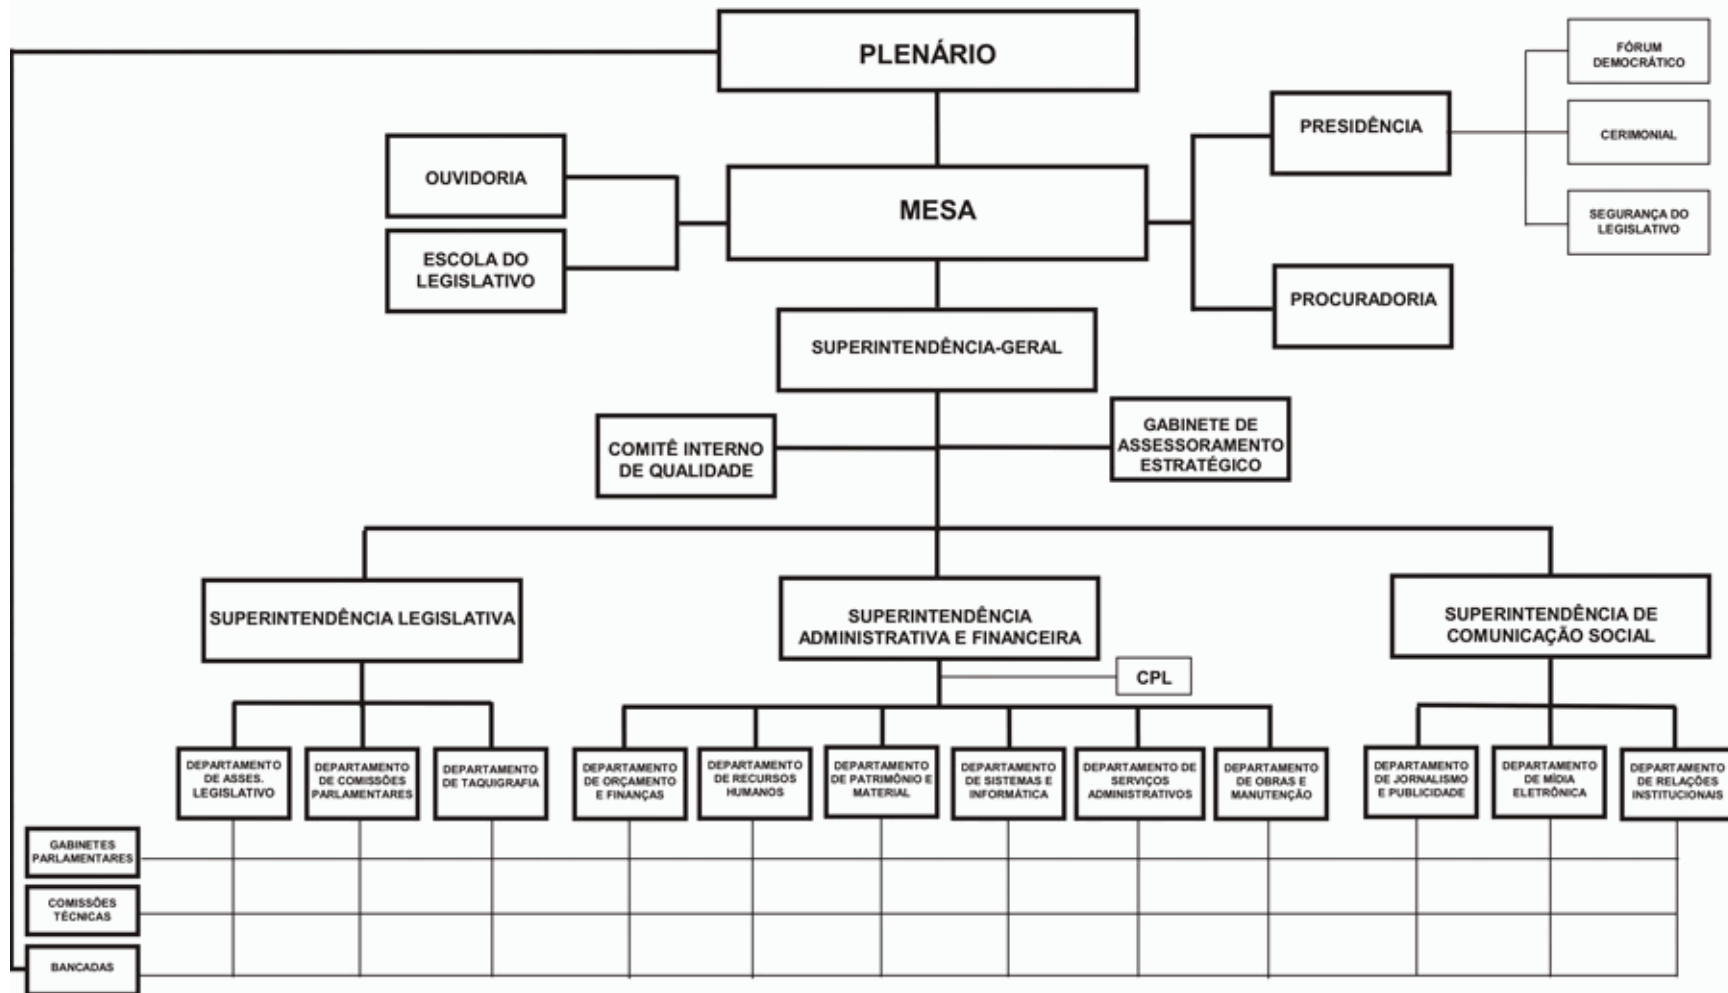 PLENÁRIO
FÓRUM
DEMOCRÁTICO
PRESIDÊNCIA
CERIMONIAL
OUVIDORIA
MESA
SEGURANÇA DO
LEGISLATIVO
ESCOLA DO
LEGISLATIVO
PROCURADORIA
SUPERINTENDÊNCIA-GERAL
COMITÊ INTERNO
DE QUALIDADE
GABINETE DE
ASSESSORAMENTO
ESTRATÉGICO
SUPERINTENDÊNCIA LEGISLATIVA
SUPERINTENDÊNCIA
ADMINISTRATIVA E FINANCEIRA
SUPERINTENDÊNCIA DE
COMUNICAÇÃO SOCIAL
CPL
DEPARTAMENTO
DE ASSES.
LEGISLATIVO
DEPARTAMENTO
DE COMISSÕES
PARLAMENTARES
DEPARTAMENTO
DE TAQUIGRAFIA
DEPARTAMENTO
DE ORÇAMENTO
E FINANÇAS
DEPARTAMENTO
DE RECURSOS
HUMANOS
DEPARTAMENTO
DE PATRIMÔNIO E
MATERIAL
DEPARTAMENTO
DE SISTEMAS E
INFORMÁTICA
DEPARTAMENTO DE
SERVIÇOS
ADMINISTRATIVOS
DEPARTAMENTO
DE OBRAS E
MANUTENÇÃO
DEPARTAMENTO
DE JORNALISMO
E PUBLICIDADE
DEPARTAMENTO
DE MÍDIA
ELETRÔNICA
DEPARTAMENTO
DE RELAÇÕES
INSTITUCIONAIS
GABINETES
PARLAMENTARES
COMISSÕES
TÉCNICAS
BANCADAS